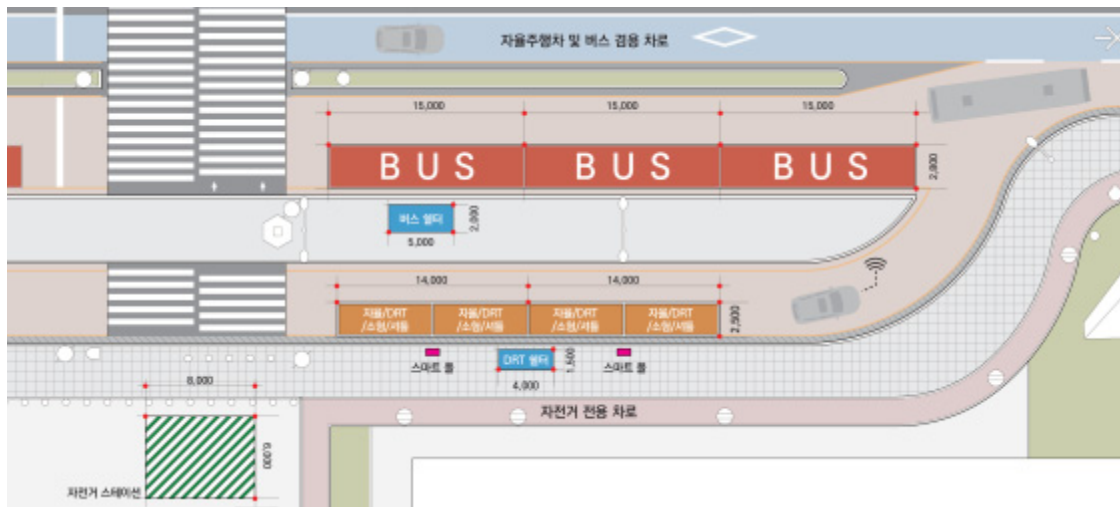 자율주행차 및 버스 겸용 차로
15,000 15,000 15,000
BUS BUS BUS
2,800
버스 쉘터
2,000
5,000
14,000 14,000
자율/DRT 자율/DRT 자율/DRT 자율/DRT
/소형/셔틀 /소형/셔틀 /소형/셔틀 /소형/셔틀
2,500
스마트 폴 DRT 쉘터 스마트 폴
1,500
4,000
8,000
자전거 전용 차로
6,000
자전거 스테이션